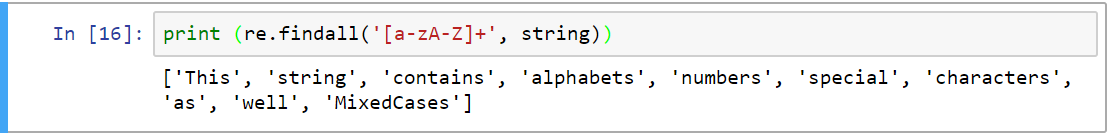 In [16]: print (re.findall('[a-zA-Z]+', string))
['This', 'string', 'contains', 'alphabets', 'numbers', 'special', 'characters',
'as', 'well', 'MixedCases']